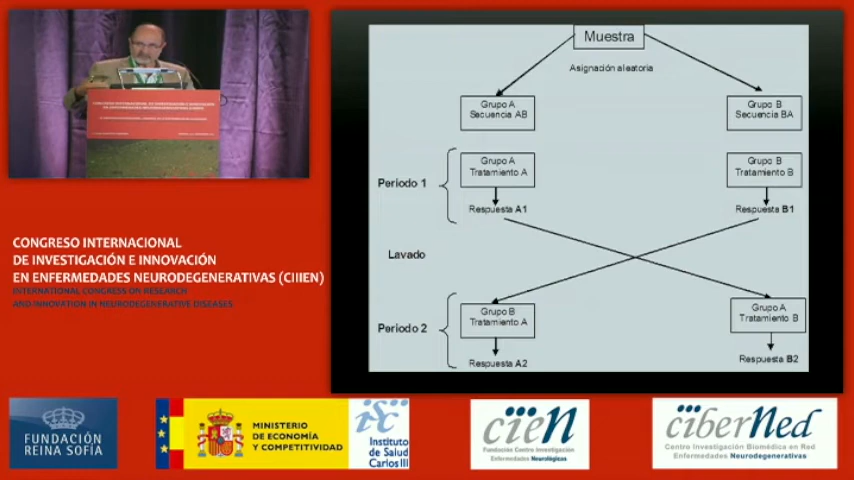 Muestra
Asignación aleatoria
Grupo A
Secuencia AB
Grupo B
Secuencia BA
Periodo 1
Grupo A
Tratamiento A
Grupo B
Tratamiento B
Respuesta A1
Respuesta B1
Lavado
Periodo 2
Grupo B
Tratamiento A
Grupo A
Tratamiento B
Respuesta A2
Respuesta B2
CONGRESO INTERNACIONAL
DE INVESTIGACIÓN E INNOVACIÓN
EN ENFERMEDADES NEURODEGENERATIVAS (CIIIEN)
INTERNATIONAL CONGRESS ON RESEARCH
AND INNOVATION IN NEURODEGENERATIVE DISEASES
FUNDACIÓN
REINA SOFÍA
MINISTERIO
DE ECONOMÍA
Y COMPETITIVIDAD
isc
Instituto
de Salud
Carlos III
cien
Fundación Centro Investigación
Enfermedades Neurológicas
ciberNed
Centro Investigación Biomédica en Red
Enfermedades Neurodegenerativas